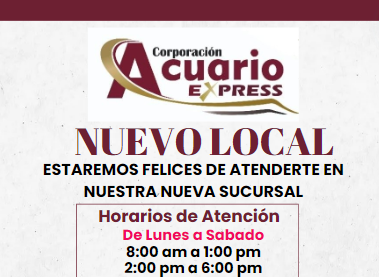 Corporación
Acuario
EXPRESS
NUEVO LOCAL
ESTAREMOS FELICES DE ATENDERTE EN
NUESTRA NUEVA SUCURSAL
Horarios de Atención
De Lunes a Sabado
8:00 am a 1:00 pm
2:00 pm a 6:00 pm